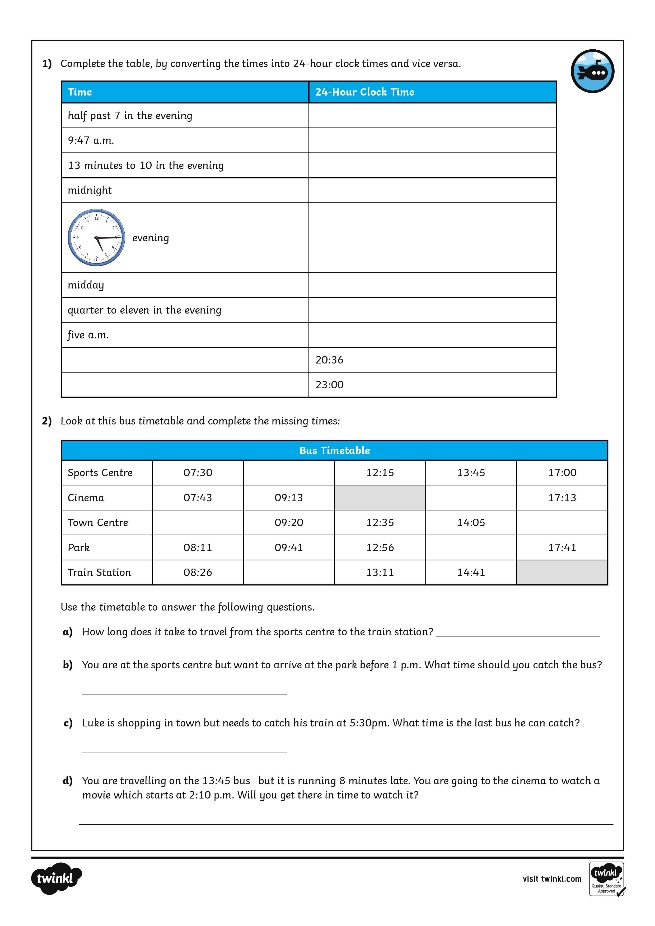 1) Complete the table, by converting the times into 24-hour clock times and vice versa.
Time 24-Hour Clock Time
half past 7 in the evening
9:47 a.m.
13 minutes to 10 in the evening
midnight
evening
midday
quarter to eleven in the evening
five a.m.
20:36
23:00
2) Look at this bus timetable and complete the missing times:
Bus Timetable
Sports Centre 07:30 12:15 13:45 17:00
Cinema 07:43 09:13 17:13
Town Centre 09:20 12:35 14:05
Park 08:11 09:41 12:56 17:41
Train Station 08:26 13:11 14:41
Use the timetable to answer the following questions.
a) How long does it take to travel from the sports centre to the train station?
b) You are at the sports centre but want to arrive at the park before 1 p.m. What time should you catch the bus?
c) Luke is shopping in town but needs to catch his train at 5:30pm. What time is the last bus he can catch?
d) You are travelling on the 13:45 bus but it is running 8 minutes late. You are going to the cinema to watch a
movie which starts at 2:10 p.m. Will you get there in time to watch it?
twinkl
visit twinkl.com
twinkl
Quality Standard
Approved